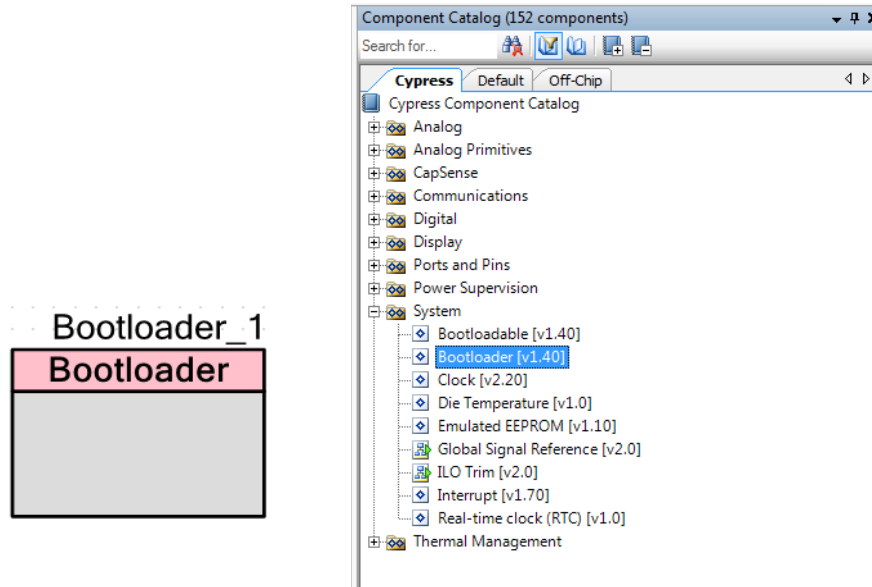 Bootloader_1
Bootloader
Component Catalog (152 components)
Search for...
Cypress Default Off-Chip
Cypress Component Catalog
Analog
Analog Primitives
CapSense
Communications
Digital
Display
Ports and Pins
Power Supervision
System
Bootloadable [v1.40]
Bootloader [v1.40]
Clock [v2.20]
Die Temperature [v1.0]
Emulated EEPROM [v1.10]
Global Signal Reference [v2.0]
ILO Trim [v2.0]
Interrupt [v1.70]
Real-time clock (RTC) [v1.0]
Thermal Management